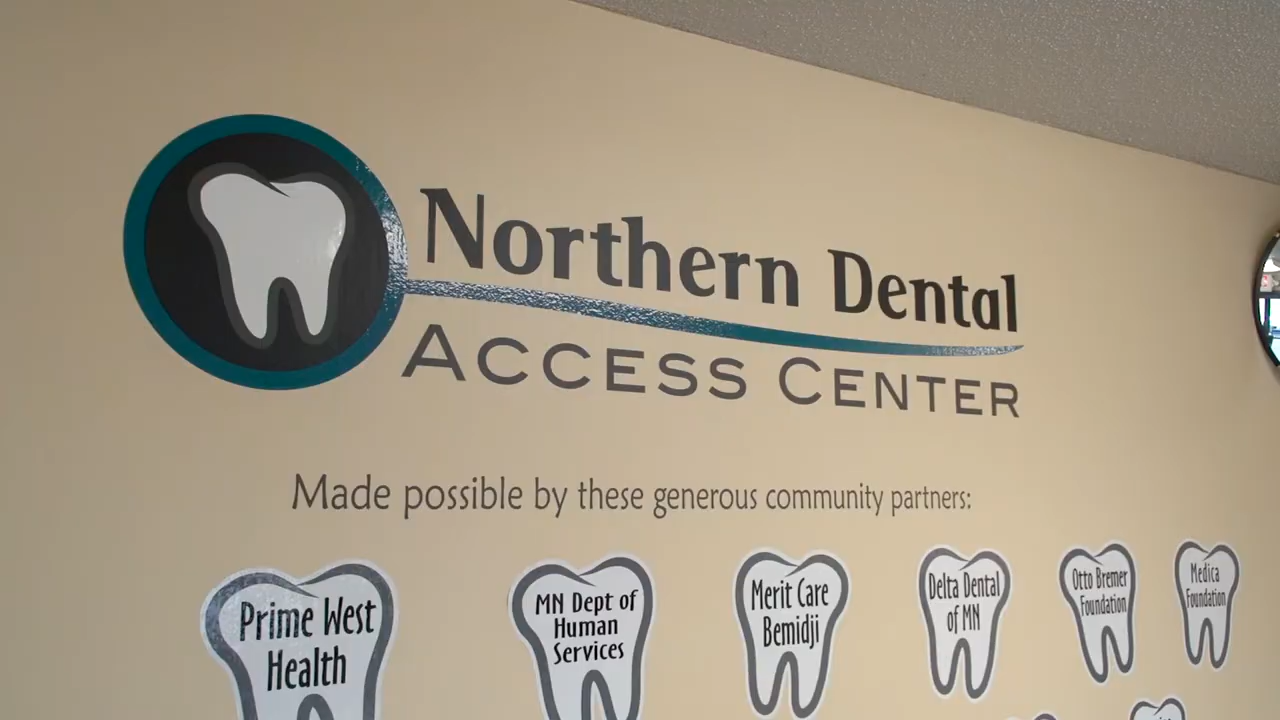 Northern Dental
ACCESS CENTER
Made possible by these generous community partners:
Prime West
Health
MN Dept of
Human
Services
Merit Care
Bemidji
Delta Dental
of MN
Otto Bremer
Foundation
Medica
Foundation